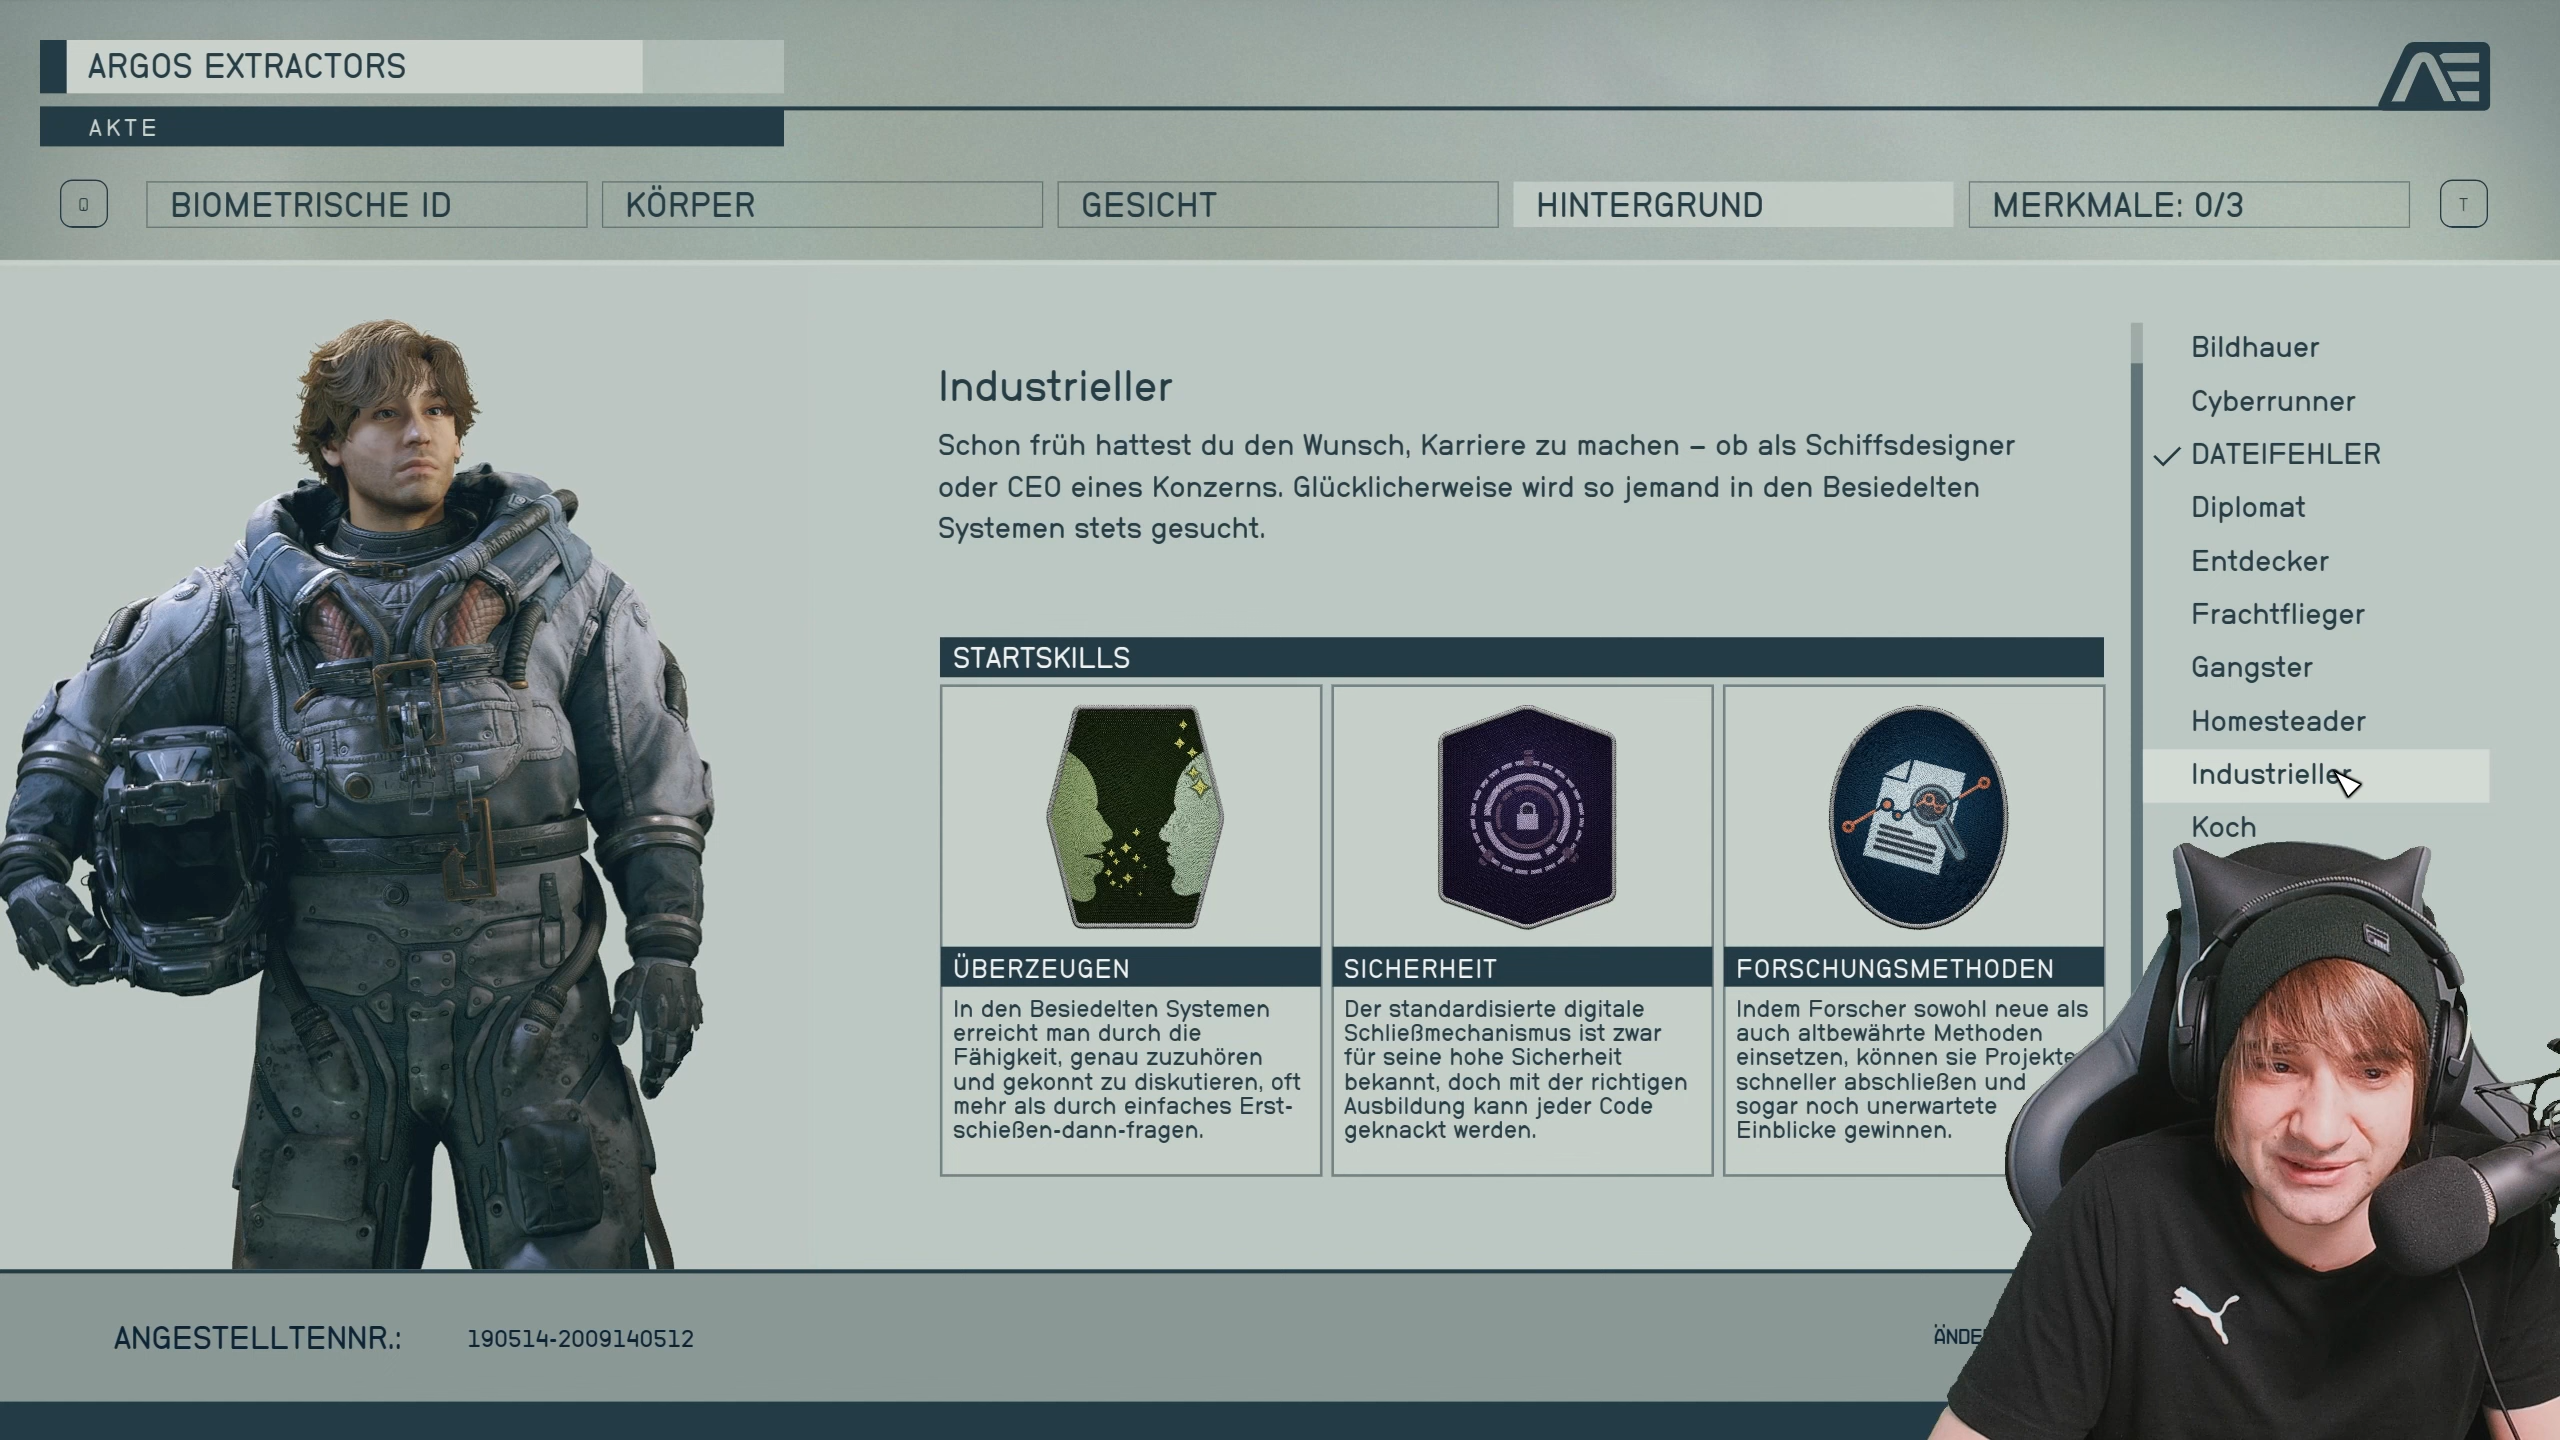 ARGOS EXTRACTORS
AKTE
Q
BIOMETRISCHE ID
KÖRPER
GESICHT
HINTERGRUND
MERKMALE: 0/3
T
Industrieller
Schon früh hattest du den Wunsch, Karriere zu machen – ob als Schiffsdesigner
oder CEO eines Konzerns. Glücklicherweise wird so jemand in den Besiedelten
Systemen stets gesucht.
STARTSKILLS
ÜBERZEUGEN
In den Besiedelten Systemen
erreicht man durch die
Fähigkeit, genau zuzuhören
und gekonnt zu diskutieren, oft
mehr als durch einfaches Erst-
schießen-dann-fragen.
SICHERHEIT
Der standardisierte digitale
Schließmechanismus ist zwar
für seine hohe Sicherheit
bekannt, doch mit der richtigen
Ausbildung kann jeder Code
geknackt werden.
FORSCHUNGSMETHODEN
Indem Forscher sowohl neue als
auch altbewährte Methoden
einsetzen, können sie Projekte
schneller abschließen und
sogar noch unerwartete
Einblicke gewinnen.
Bildhauer
Cyberrunner
DATEIFEHLER
Diplomat
Entdecker
Frachtflieger
Gangster
Homesteader
Industrieller
Koch
ANGESTELLTENNR.:
190514-2009140512